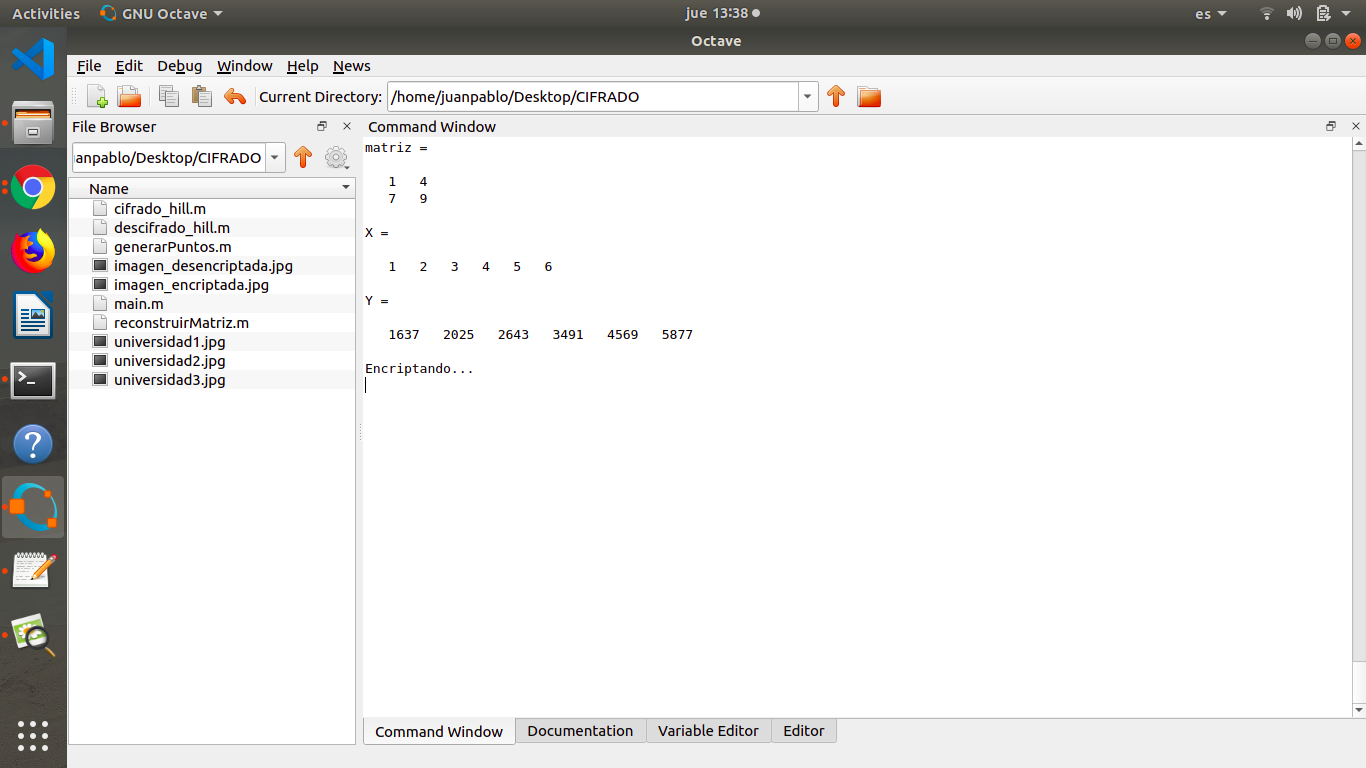 Activities GNU Octave jue 13:38 es
Octave
File Edit Debug Window Help News
Current Directory: /home/juanpablo/Desktop/CIFRADO
File Browser
anpablo/Desktop/CIFRADO
Name
cifrado_hill.m
descifrado_hill.m
generarPuntos.m
imagen_desencriptada.jpg
imagen_encriptada.jpg
main.m
reconstruirMatriz.m
universidad1.jpg
universidad2.jpg
universidad3.jpg
Command Window
matriz =
1 4
7 9
X =
1 2 3 4 5 6
Y =
1637 2025 2643 3491 4569 5877
Encriptando...
Command Window Documentation Variable Editor Editor